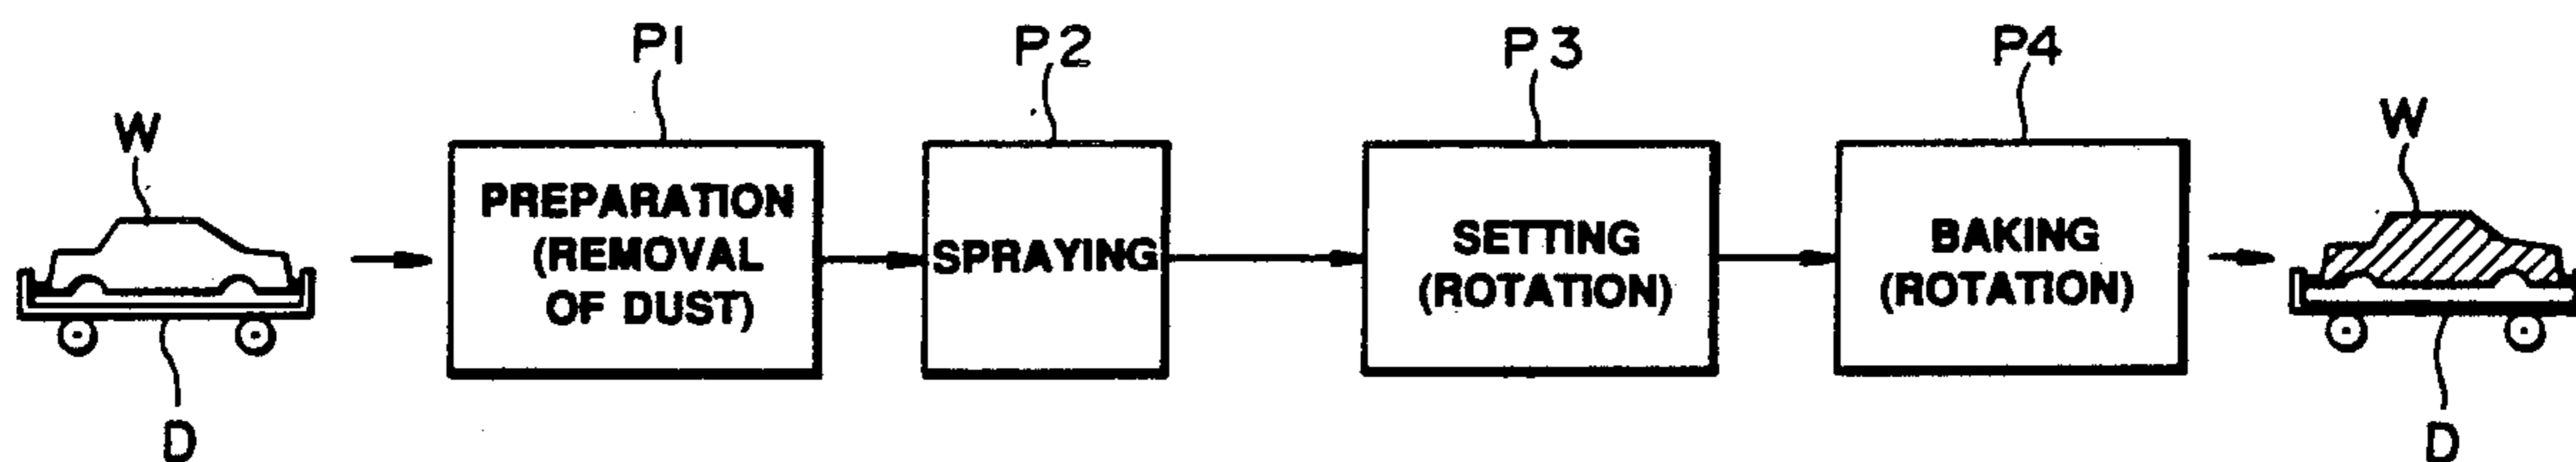 P1
P2
P3
P4
W
W
PREPARATION
(REMOVAL
OF DUST)
SPRAYING
SETTING
(ROTATION)
BAKING
(ROTATION)
D
D